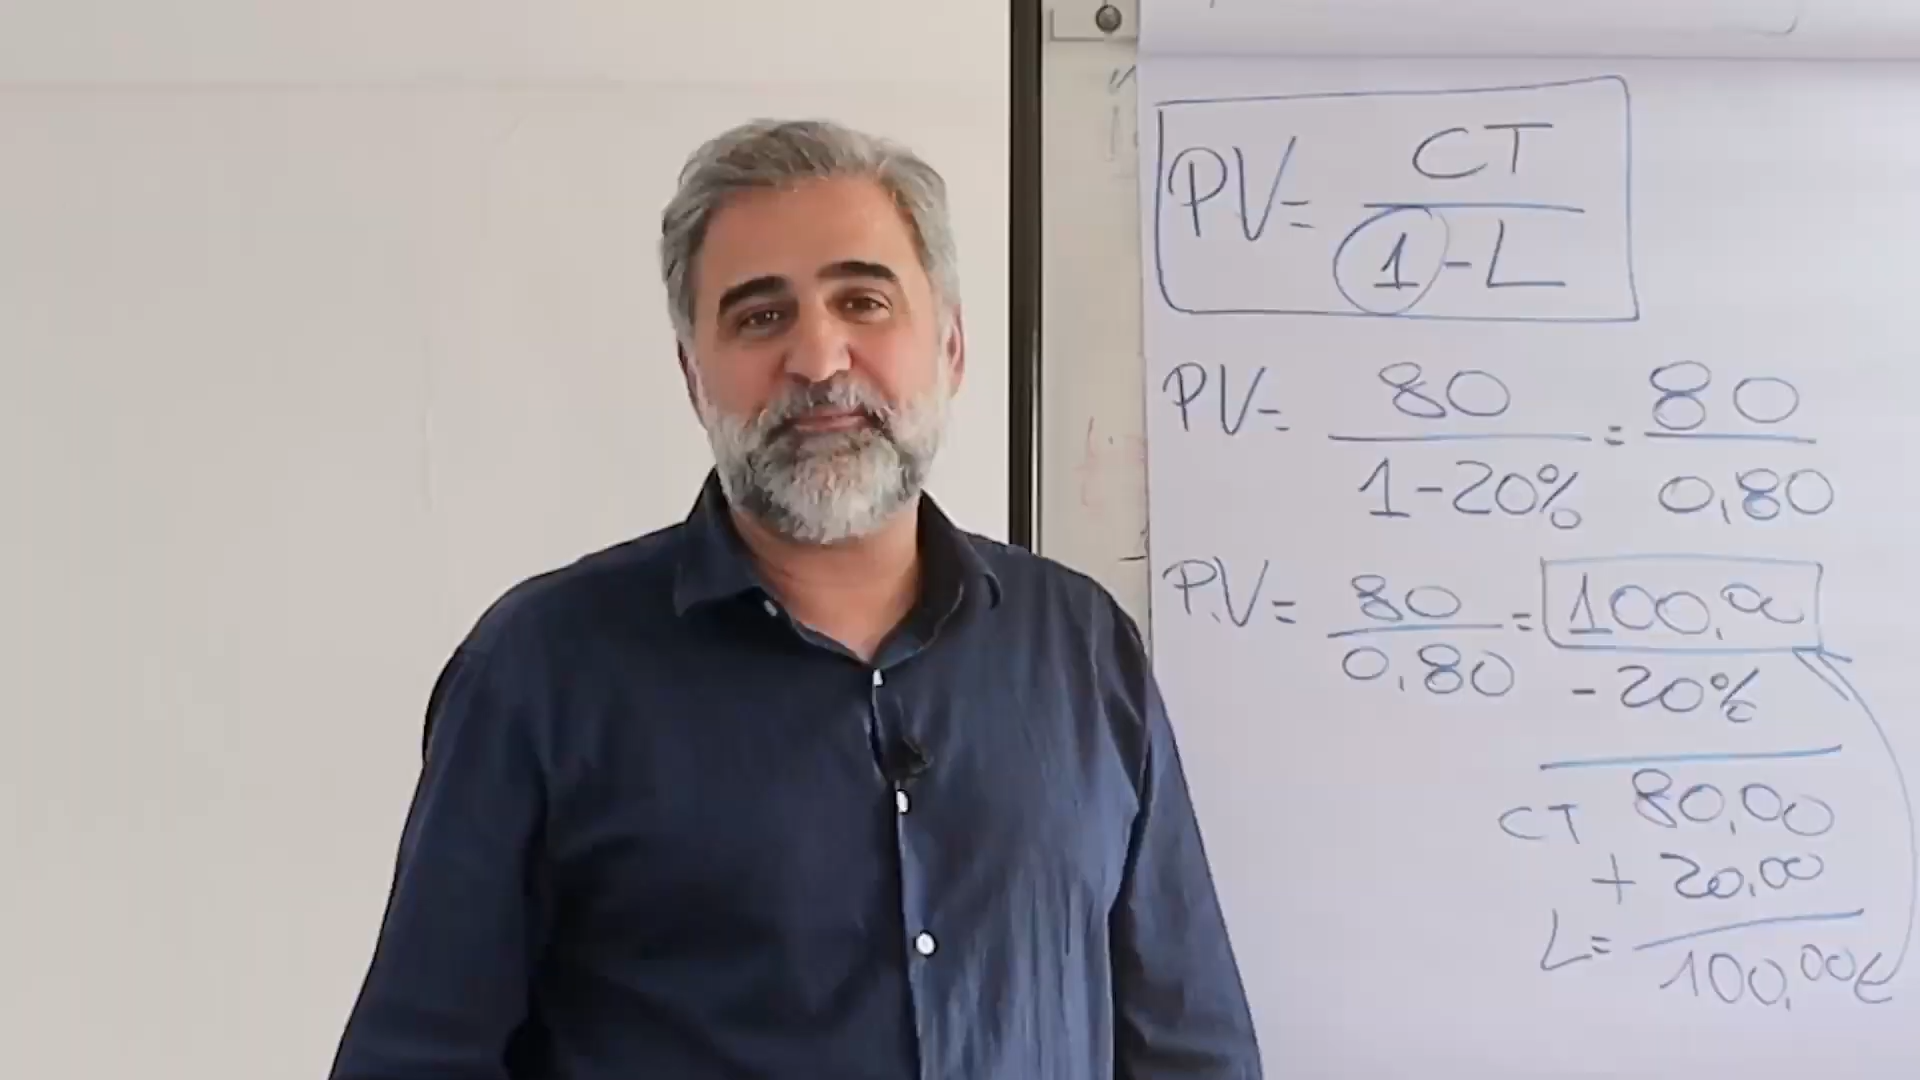 PV= CT
1-L
PV= 80 = 80
1-20% 0,80
P.V= 80 = 100,00
0,80
-20%
CT 80,00
+ 20,00
L=
100,00€